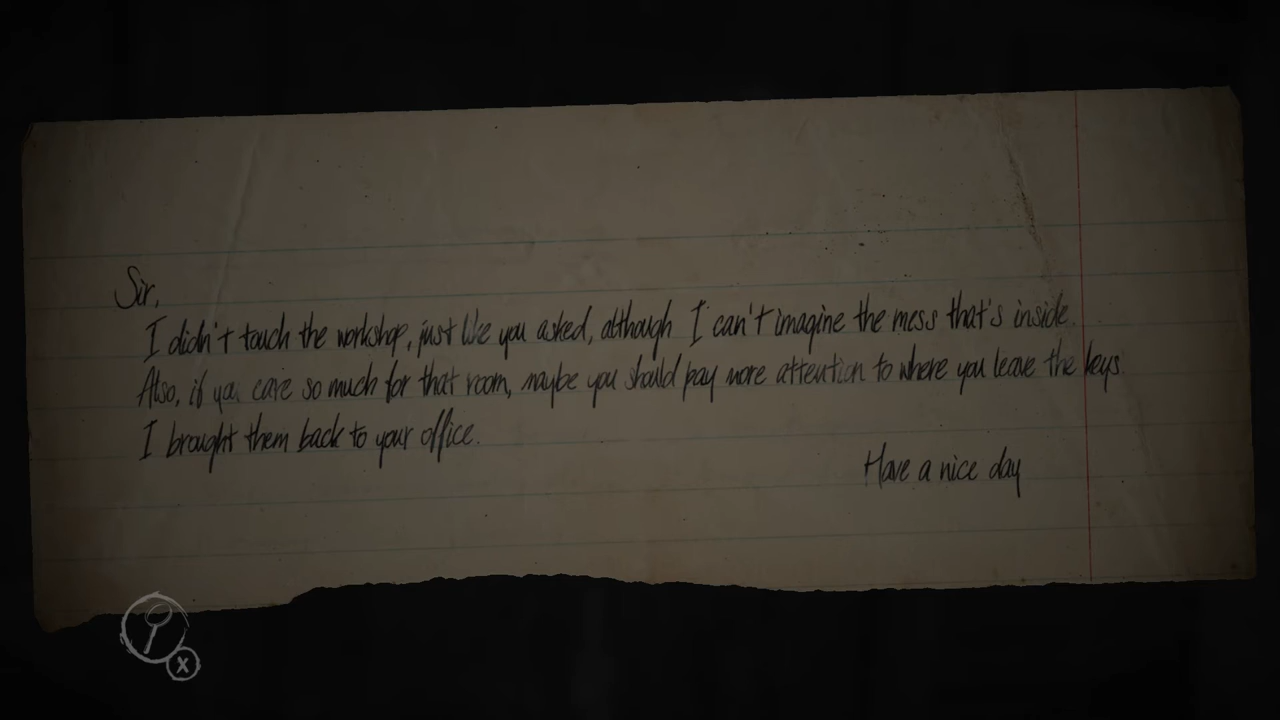 Sir,
I didn't touch the workshop, just like you asked, although I can't imagine the mess that's inside.
Also, if you care so much for that room, maybe you should pay more attention to where you leave the keys.
I brought them back to your office.
Have a nice day
X